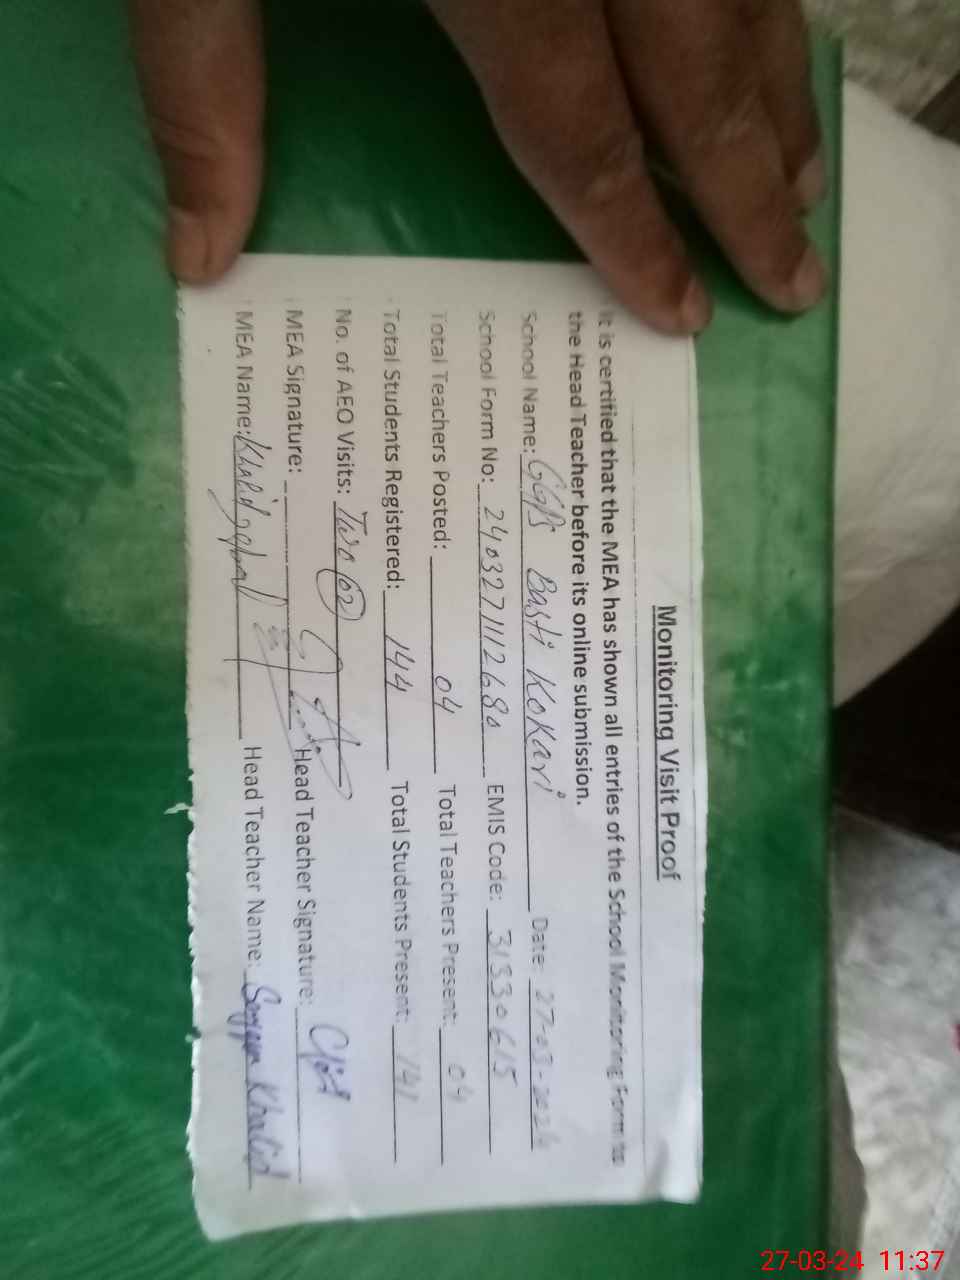 Monitoring Visit Proof
It is certified that the MEA has shown all entries of the School Monitoring Form to
the Head Teacher before its online submission.
School Name: GGPS Basti Kokari Date: 27-03-2024
School Form No: 2403271112680 EMIS Code: 31330615
Total Teachers Posted: 04 Total Teachers Present: 04
Total Students Registered: 144 Total Students Present: 141
No. of AEO Visits: Two (02)
MEA Signature: Head Teacher Signature:
MEA Name: Khalid Head Teacher Name: Khalid
27-03-24 11:37